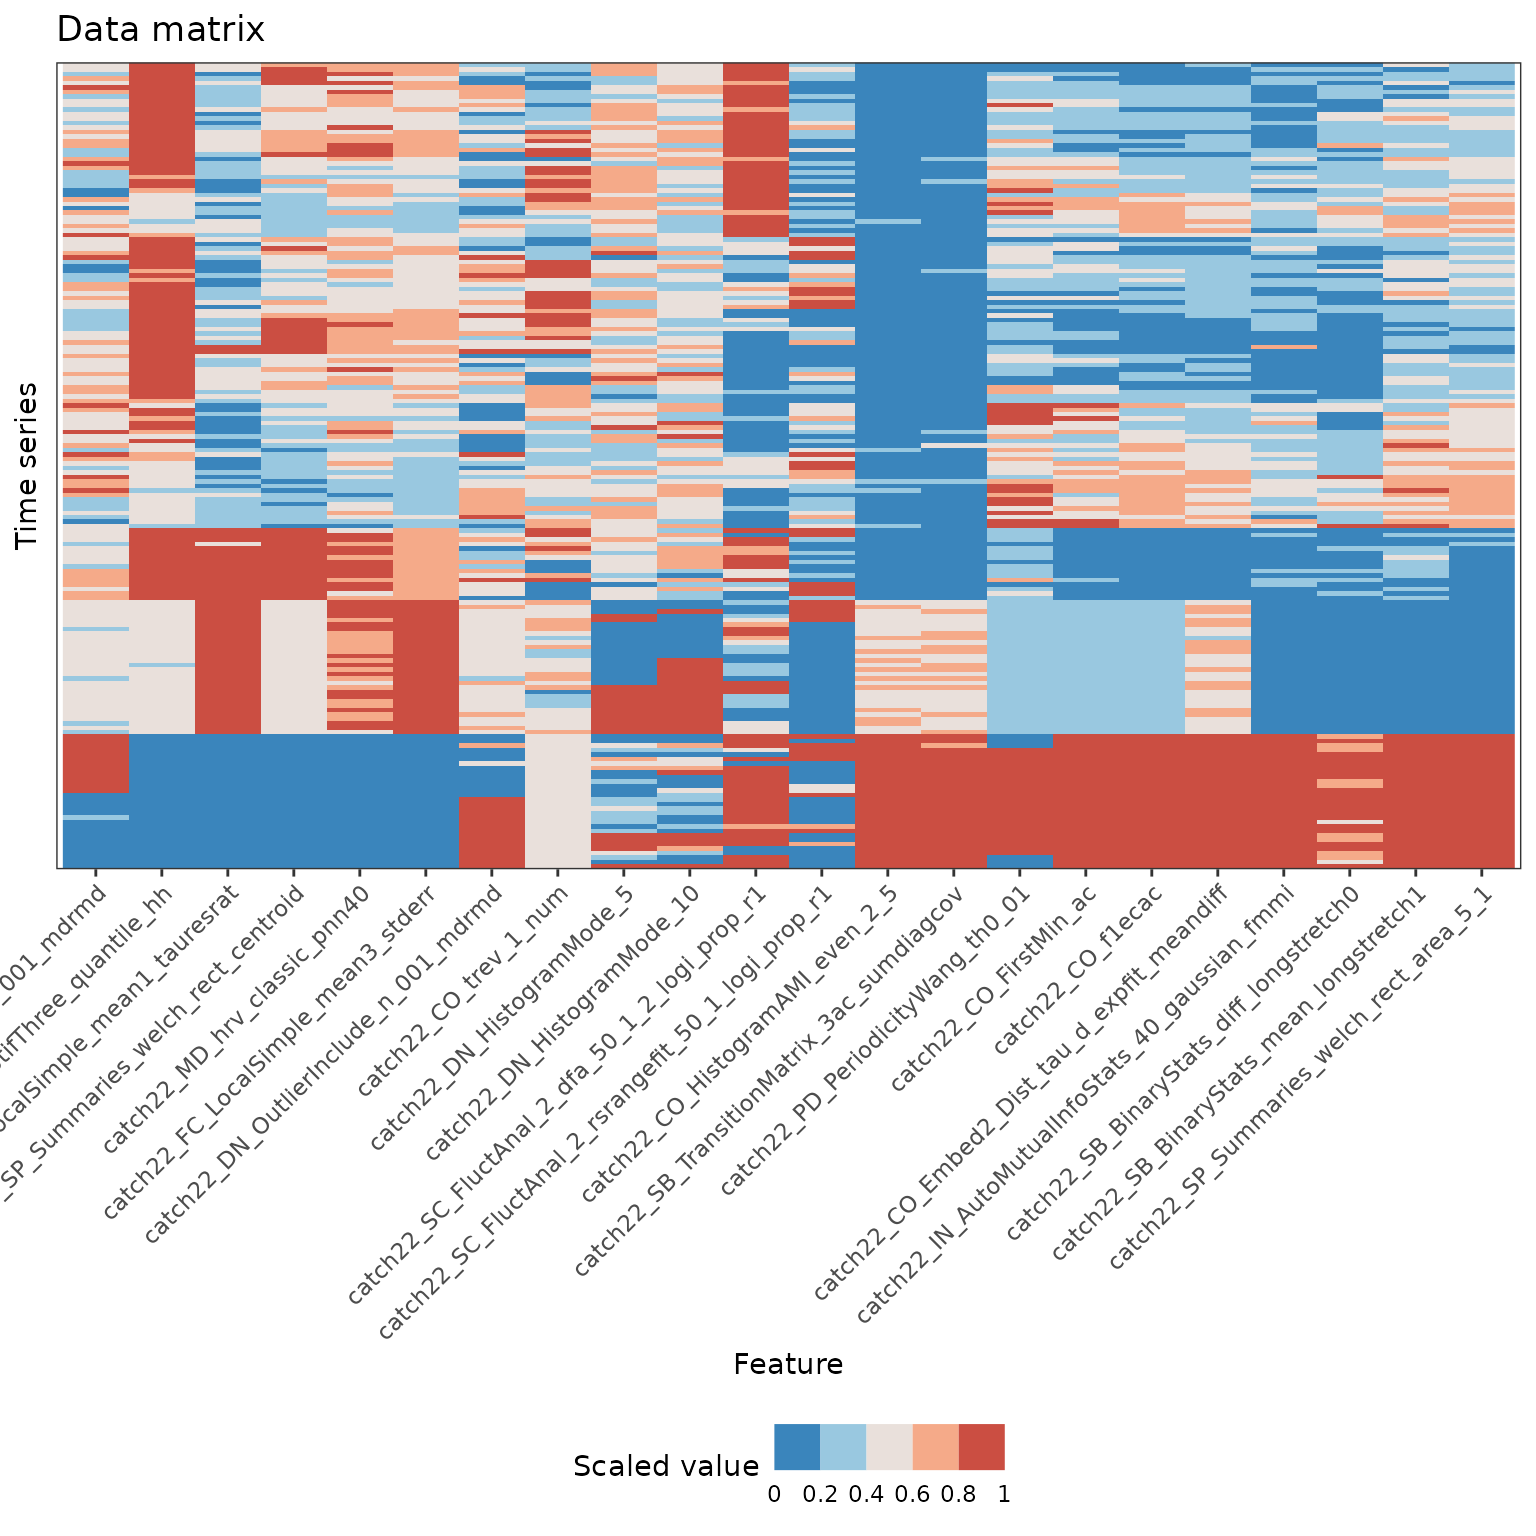 Data matrix
Time series
_001_mdrmd
tifThree_quantile_hh
ocalSimple_mean1_tauresrat
_SP_Summaries_welch_rect_centroid
catch22_MD_hrv_classic_pnn40
catch22_FC_LocalSimple_mean3_stderr
catch22_DN_OutlierInclude_n_001_mdrmd
catch22_CO_trev_1_num
catch22_DN_HistogramMode_5
catch22_DN_HistogramMode_10
catch22_SC_FluctAnal_2_dfa_50_1_2_logi_prop_r1
catch22_SC_FluctAnal_2_rsrangefit_50_1_logi_prop_r1
catch22_CO_HistogramAMI_even_2_5
catch22_SB_TransitionMatrix_3ac_sumdiagcov
catch22_PD_PeriodicityWang_th0_01
catch22_CO_FirstMin_ac
catch22_CO_f1ecac
catch22_CO_Embed2_Dist_tau_d_expfit_meandiff
catch22_IN_AutoMutualInfoStats_40_gaussian_fmmi
catch22_SB_BinaryStats_diff_longstretch0
catch22_SB_BinaryStats_mean_longstretch1
catch22_SP_Summaries_welch_rect_area_5_1
Feature
Scaled value
0 0.2 0.4 0.6 0.8 1